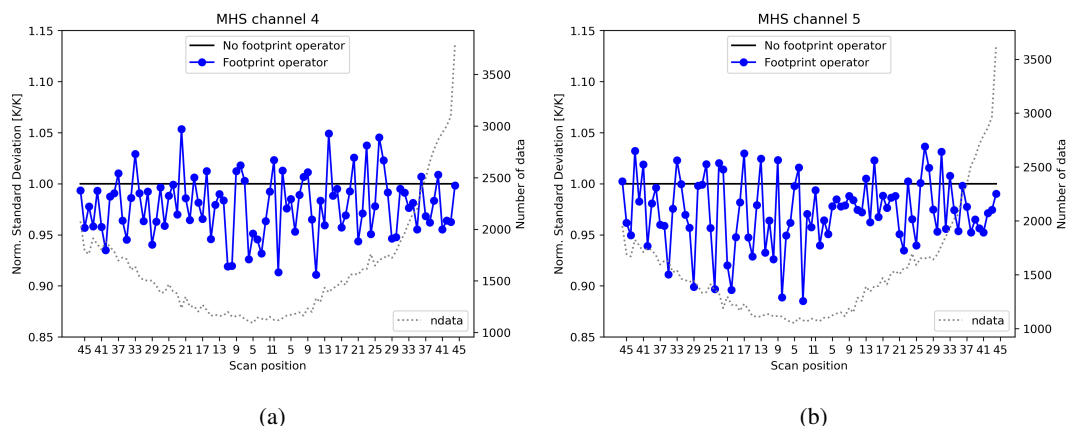 MHS channel 4
No footprint operator
Footprint operator
Norm. Standard Deviation [K/K]
1.15
1.10
1.05
1.00
0.95
0.90
0.85
45 41 37 33 29 25 21 17 13 9 5 11 5 9 13 17 21 25 29 33 37 41 45
Scan position
3500
3000
2500
2000
1500
1000
Number of data
ndata
(a)
MHS channel 5
No footprint operator
Footprint operator
Norm. Standard Deviation [K/K]
1.15
1.10
1.05
1.00
0.95
0.90
0.85
45 41 37 33 29 25 21 17 13 9 5 11 5 9 13 17 21 25 29 33 37 41 45
Scan position
3500
3000
2500
2000
1500
1000
Number of data
ndata
(b)